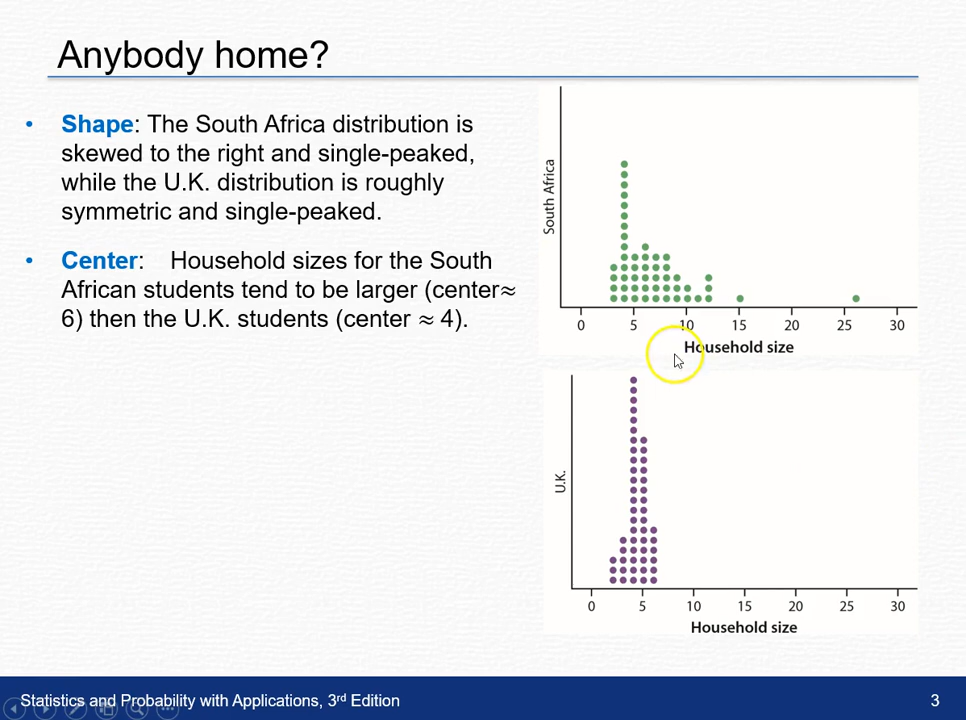 Anybody home?
• Shape: The South Africa distribution is
skewed to the right and single-peaked,
while the U.K. distribution is roughly
symmetric and single-peaked.
• Center: Household sizes for the South
African students tend to be larger (center≈
6) then the U.K. students (center ≈ 4).
South Africa
0 5 10 15 20 25 30
Household size
U.K.
0 5 10 15 20 25 30
Household size
Statistics and Probability with Applications, 3rd Edition
3